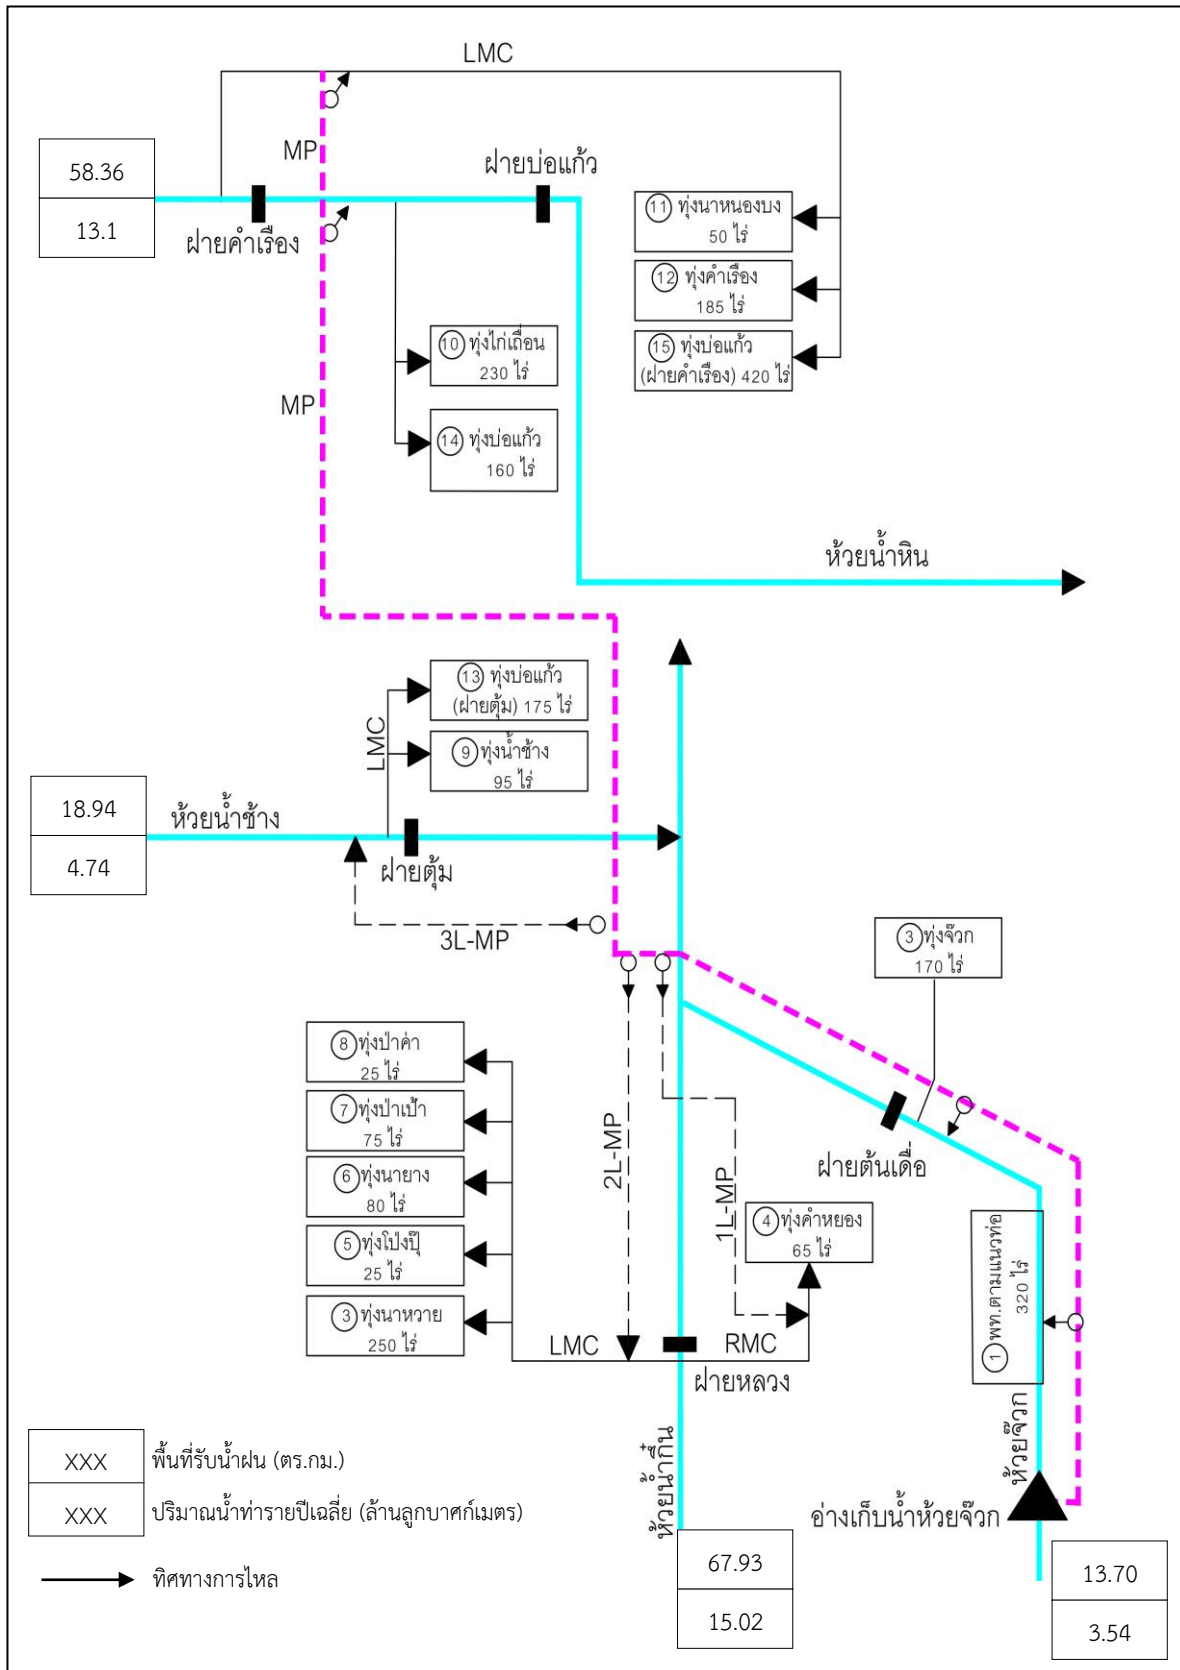 LMC
MP
58.36
13.1
ฝายคำเรือง
ฝายบ่อแก้ว
11 ทุ่งนาหนองบง
50 ไร่
12 ทุ่งคำเรือง
185 ไร่
15 ทุ่งบ่อแก้ว
(ฝายคำเรือง) 420 ไร่
10 ทุ่งไก่เถื่อน
230 ไร่
14 ทุ่งบ่อแก้ว
160 ไร่
MP
ห้วยน้ำหิน
13 ทุ่งบ่อแก้ว
(ฝายตุ้ม) 175 ไร่
9 ทุ่งน้ำช้าง
95 ไร่
LMC
18.94
4.74
ห้วยน้ำช้าง
ฝายตุ้ม
3L-MP
3 ทุ่งจ๊วก
170 ไร่
8 ทุ่งป่าค่า
25 ไร่
7 ทุ่งป่าเป้า
75 ไร่
6 ทุ่งนายาง
80 ไร่
5 ทุ่งโป่งปุ๊
25 ไร่
3 ทุ่งนาหวาย
250 ไร่
2L-MP
1L-MP
ฝายต้นเดื่อ
4 ทุ่งคำหยอง
65 ไร่
1 พท.ตามแนวท่อ
320 ไร่
LMC
RMC
ฝายหลวง
ห้วยจ๊วก
อ่างเก็บน้ำห้วยจ๊วก
67.93
15.02
13.70
3.54
XXX
พื้นที่รับน้ำฝน (ตร.กม.)
XXX
ปริมาณน้ำท่ารายปีเฉลี่ย (ล้านลูกบาศก์เมตร)
ทิศทางการไหล